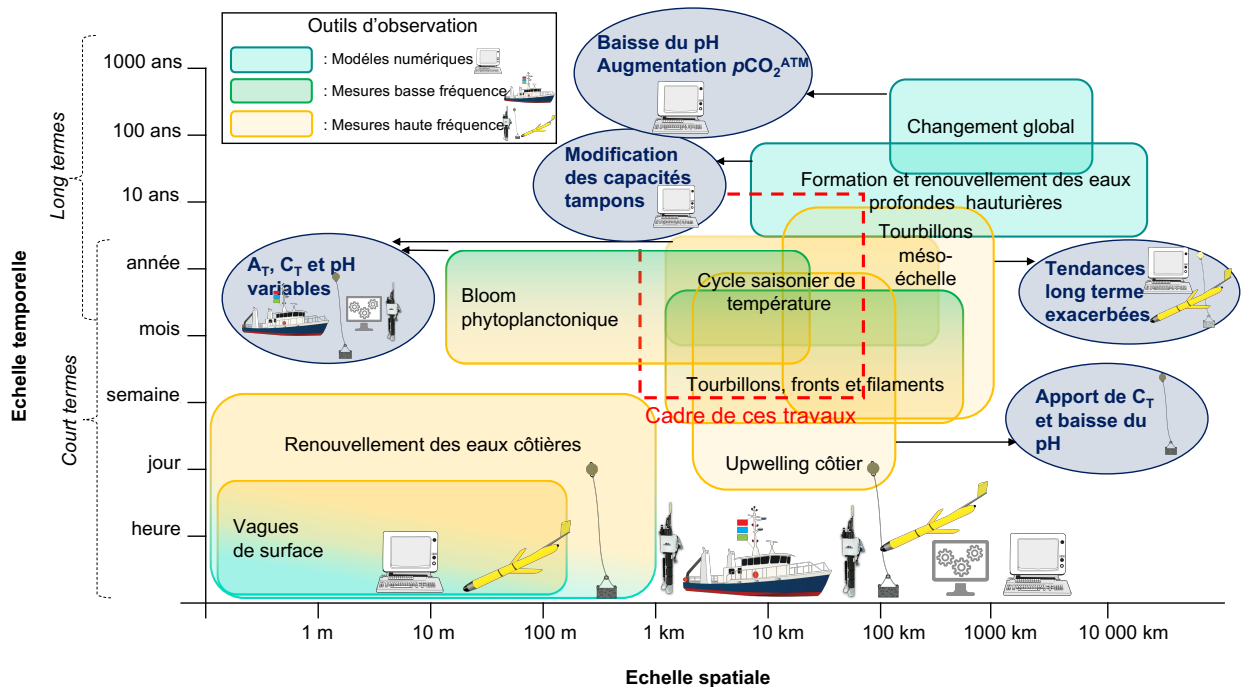 Outils d'observation
: Modéles numériques
: Mesures basse fréquence
: Mesures haute fréquence
Baisse du pH
Augmentation pCO₂ᴬᵀᴹ
Changement global
Modification
des capacités
tampons
Formation et renouvellement des eaux
profondes hauturières
Tourbillons
méso-
échelle
A_T, C_T et pH
variables
Bloom
phytoplanctonique
Cycle saisonier de
température
Tendances
long terme
exacerbées
Tourbillons, fronts et filaments
Cadre de ces travaux
Apport de C_T
et baisse du
pH
Renouvellement des eaux côtières
Upwelling côtier
Vagues
de surface
Echelle temporelle
Long termes
Court termes
1000 ans
100 ans
10 ans
année
mois
semaine
jour
heure
1 m
10 m
100 m
1 km
10 km
100 km
1000 km
10 000 km
Echelle spatiale